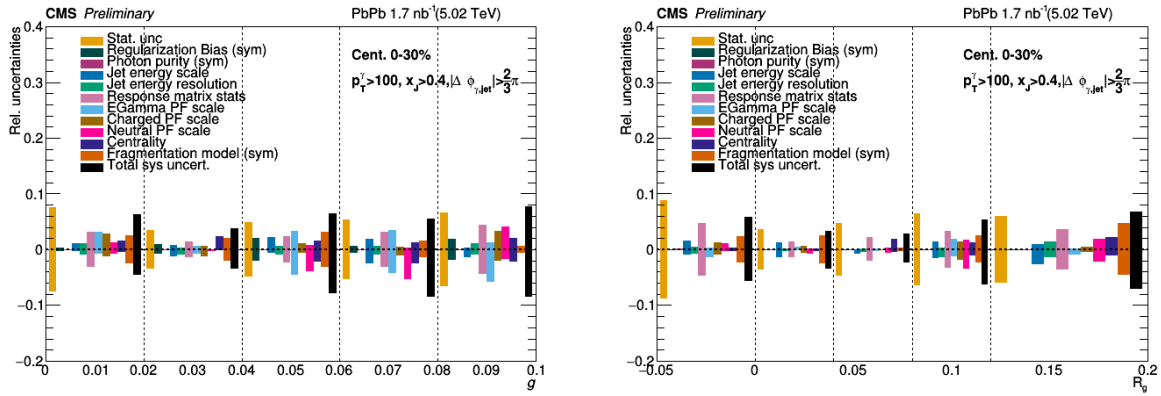 CMS Preliminary
PbPb 1.7 nb⁻¹(5.02 TeV)
Rel. uncertainties
0.4
0.3
0.2
0.1
0
−0.1
−0.2
Stat. unc
Regularization Bias (sym)
Photon purity (sym)
Jet energy scale
Jet energy resolution
Response matrix stats
EGamma PF scale
Charged PF scale
Neutral PF scale
Centrality
Fragmentation model (sym)
Total sys uncert.
Cent. 0-30%
p_T^γ>100, x_J>0.4,|Δ ϕ_γ,jet|>2/3π
0 0.01 0.02 0.03 0.04 0.05 0.06 0.07 0.08 0.09 0.1
g
CMS Preliminary
PbPb 1.7 nb⁻¹(5.02 TeV)
Rel. uncertainties
0.4
0.3
0.2
0.1
0
−0.1
−0.2
Stat. unc
Regularization Bias (sym)
Photon purity (sym)
Jet energy scale
Jet energy resolution
Response matrix stats
EGamma PF scale
Charged PF scale
Neutral PF scale
Centrality
Fragmentation model (sym)
Total sys uncert.
Cent. 0-30%
p_T^γ>100, x_J>0.4,|Δ ϕ_γ,jet|>2/3π
−0.05 0 0.05 0.1 0.15 0.2
R_g